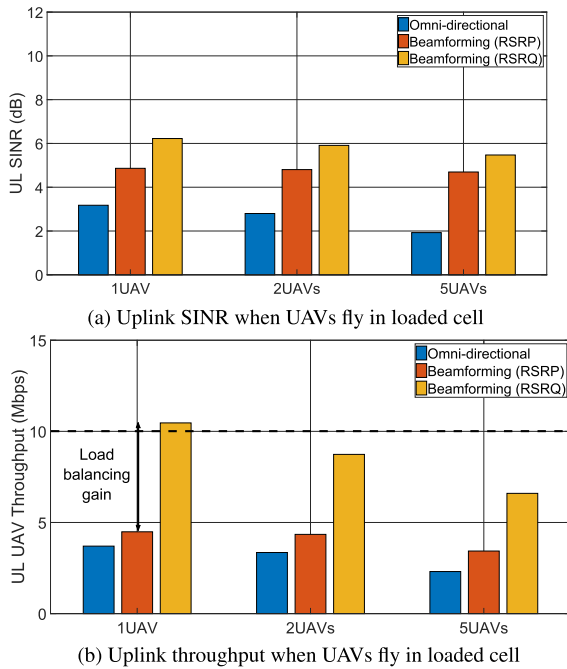 12
10
8
6
4
2
0
UL SINR (dB)
Omni-directional
Beamforming (RSRP)
Beamforming (RSRQ)
1UAV 2UAVs 5UAVs
(a) Uplink SINR when UAVs fly in loaded cell
15
10
5
0
UL UAV Throughput (Mbps)
Omni-directional
Beamforming (RSRP)
Beamforming (RSRQ)
Load
balancing
gain
1UAV 2UAVs 5UAVs
(b) Uplink throughput when UAVs fly in loaded cell